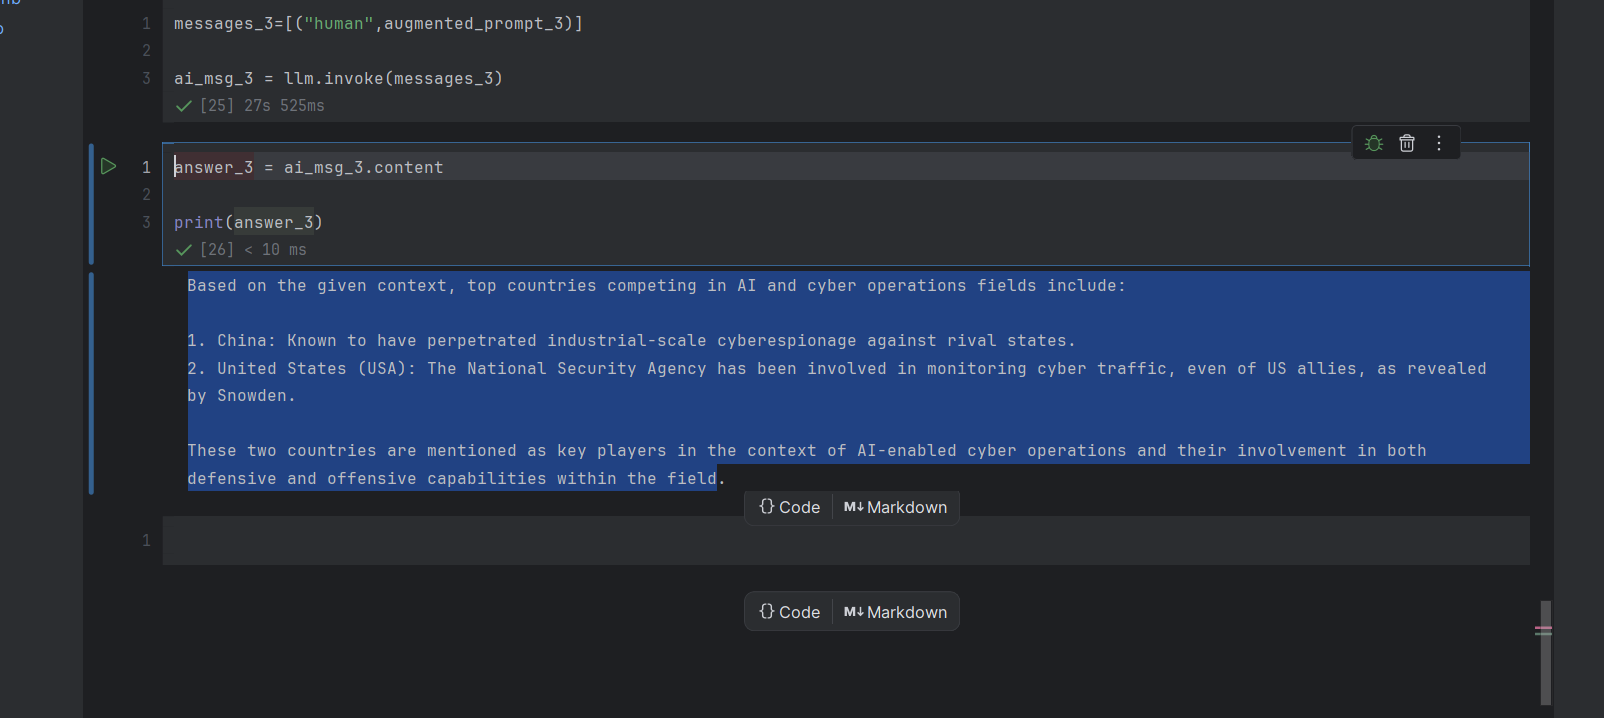 1 messages_3=[("human",augmented_prompt_3)]
2
3 ai_msg_3 = llm.invoke(messages_3)
[25] 27s 525ms
1 answer_3 = ai_msg_3.content
2
3 print(answer_3)
[26] < 10 ms
Based on the given context, top countries competing in AI and cyber operations fields include:
1. China: Known to have perpetrated industrial-scale cyberespionage against rival states.
2. United States (USA): The National Security Agency has been involved in monitoring cyber traffic, even of US allies, as revealed
by Snowden.
These two countries are mentioned as key players in the context of AI-enabled cyber operations and their involvement in both
defensive and offensive capabilities within the field.
{} Code M↓ Markdown
1
{} Code M↓ Markdown